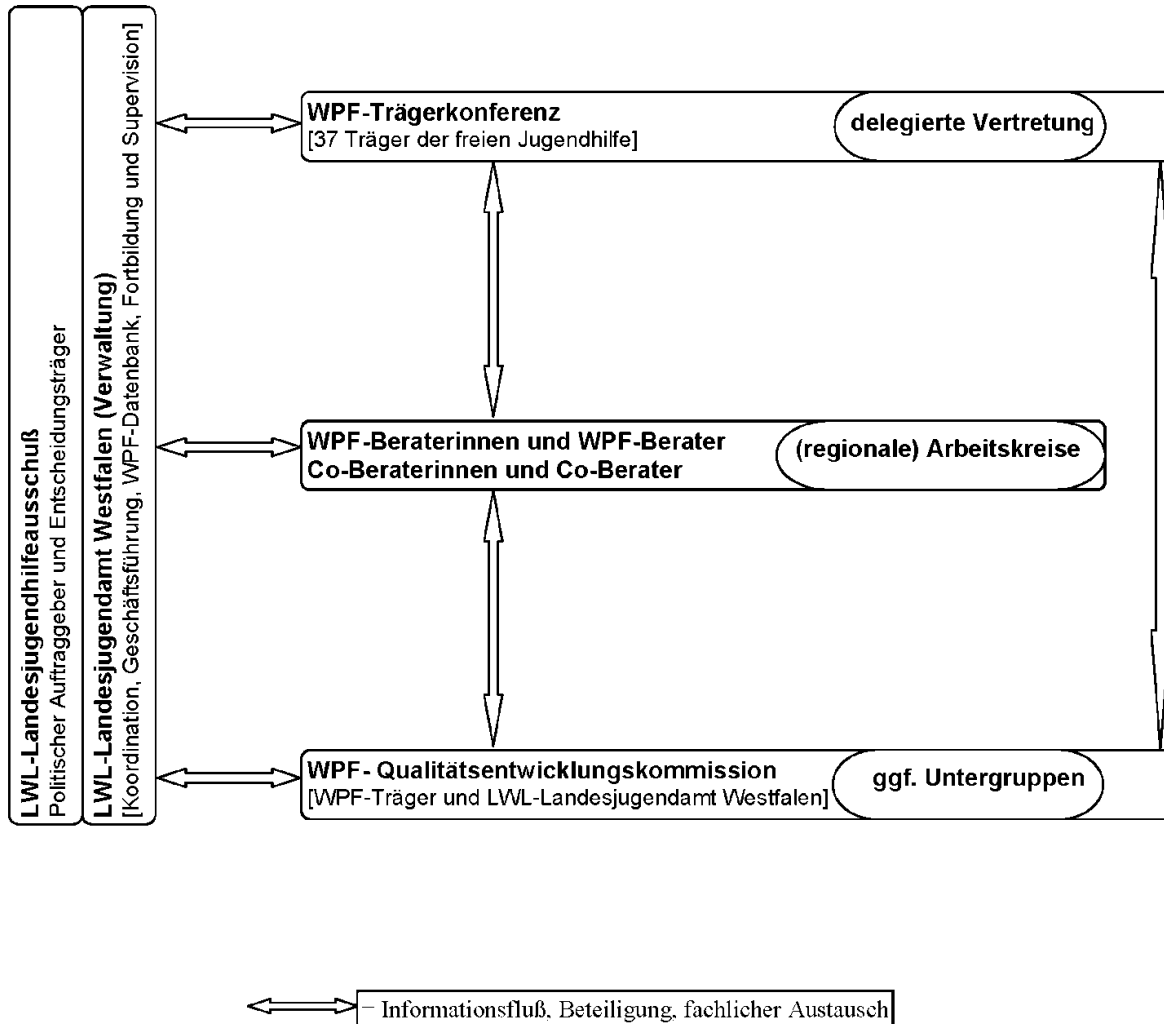 LWL-Landesjugendhilfeausschuß
Politischer Auftraggeber und Entscheidungsträger
LWL-Landesjugendamt Westfalen (Verwaltung)
[Koordination, Geschäftsführung, WPF-Datenbank, Fortbildung und Supervision]
WPF-Trägerkonferenz
[37 Träger der freien Jugendhilfe]
delegierte Vertretung
WPF-Beraterinnen und WPF-Berater
Co-Beraterinnen und Co-Berater
(regionale) Arbeitskreise
WPF- Qualitätsentwicklungskommission
[WPF-Träger und LWL-Landesjugendamt Westfalen]
ggf. Untergruppen
= Informationsfluß, Beteiligung, fachlicher Austausch